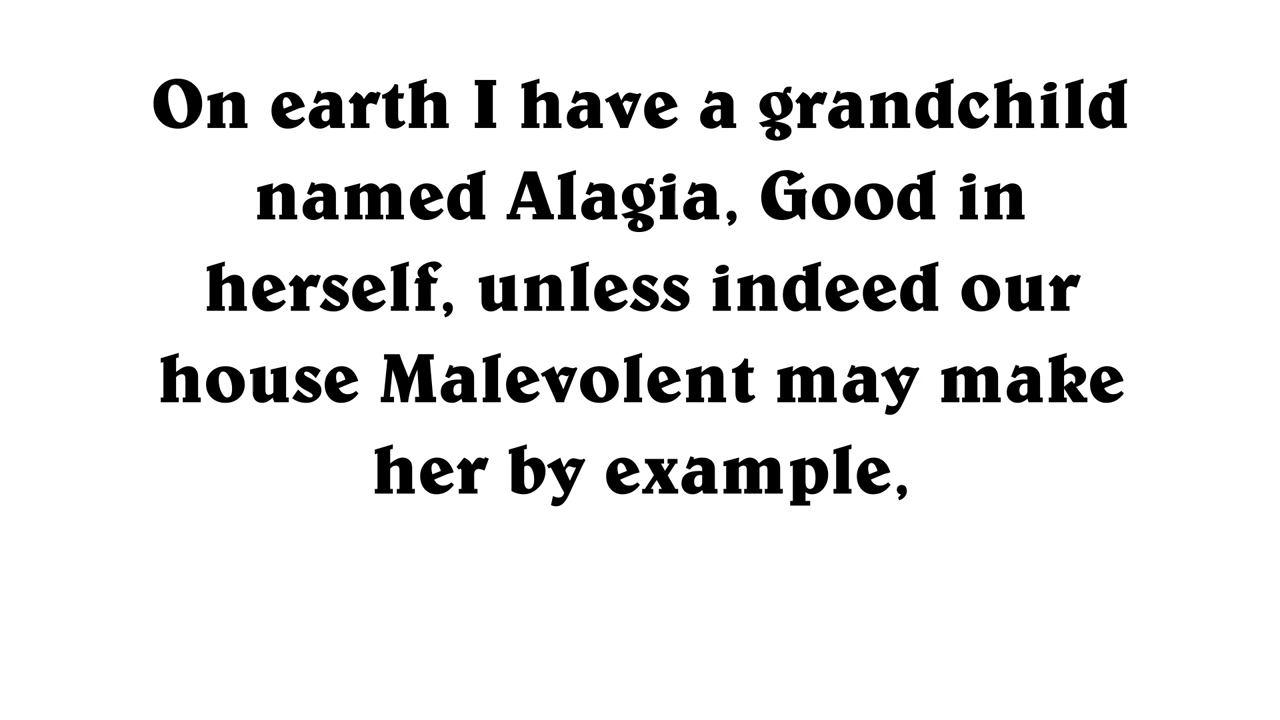 On earth I have a grandchild
named Alagia, Good in
herself, unless indeed our
house Malevolent may make
her by example,